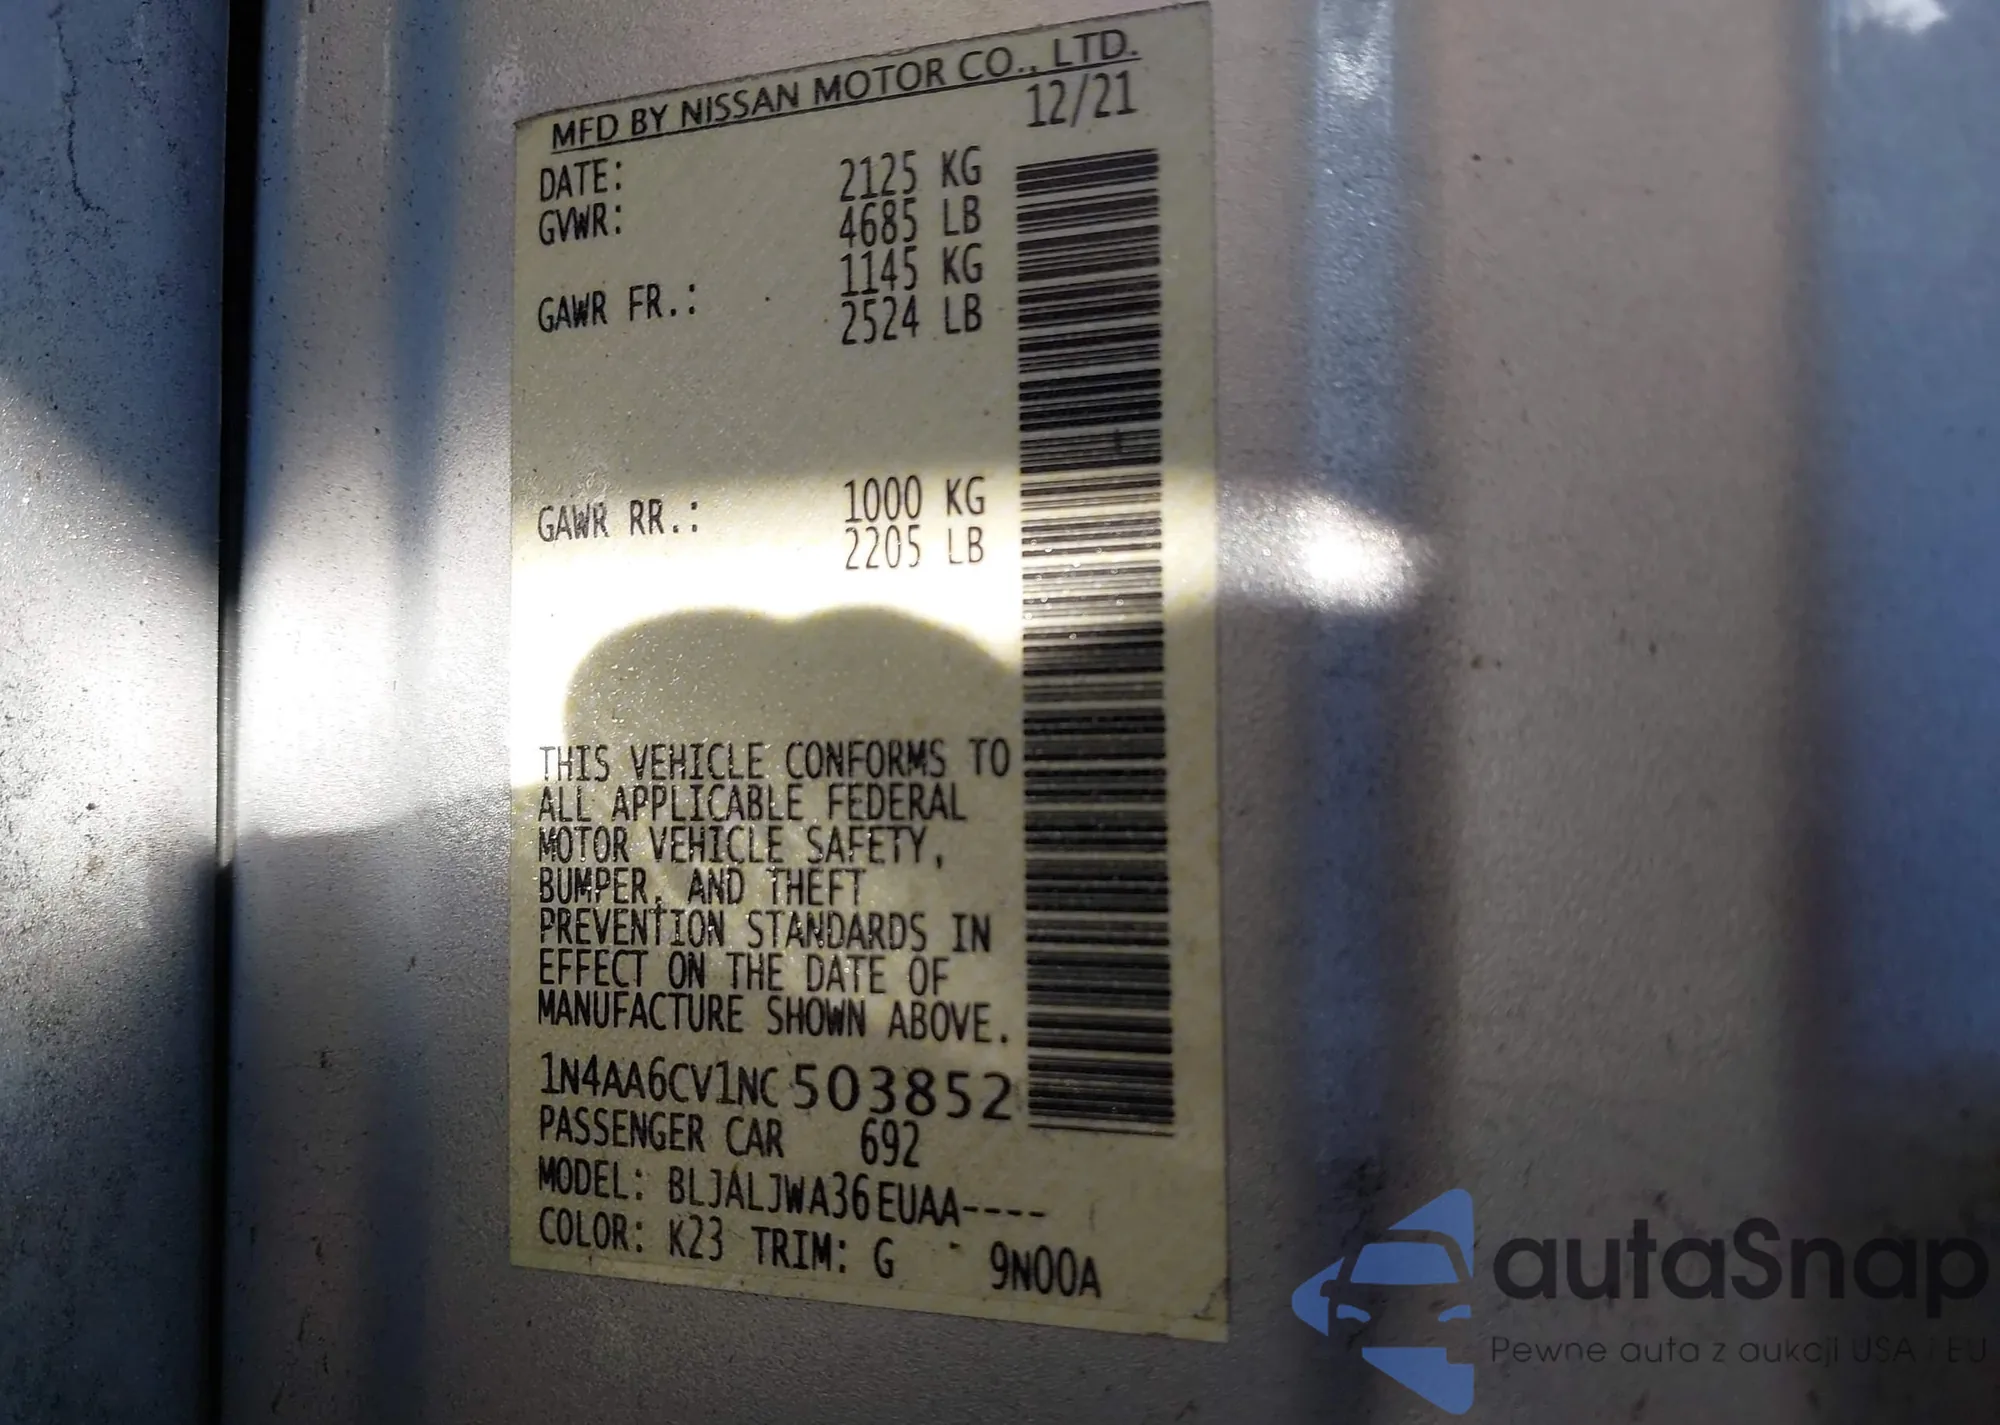 MFD BY NISSAN MOTOR CO., LTD.
DATE: 12/21
GVWR: 2125 KG
4685 LB
GAWR FR.: 1145 KG
2524 LB
GAWR RR.: 1000 KG
2205 LB
THIS VEHICLE CONFORMS TO
ALL APPLICABLE FEDERAL
MOTOR VEHICLE SAFETY,
BUMPER, AND THEFT
PREVENTION STANDARDS IN
EFFECT ON THE DATE OF
MANUFACTURE SHOWN ABOVE.
1N4AA6CV1NC503852
PASSENGER CAR 692
MODEL: BLJALJWA36EUAA----
COLOR: K23 TRIM: G 9N00A
autaSnap
Pewne auta z aukcji USA / EU